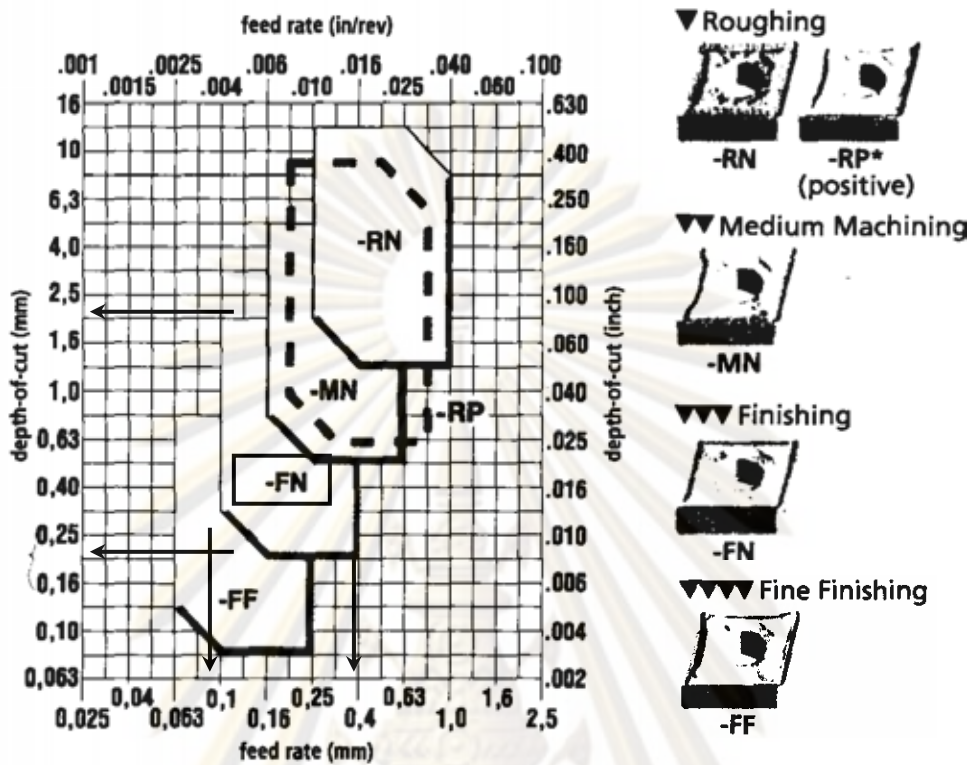 feed rate (in/rev)
.001 .0025 .006 .016 .040 .100
.0015 .004 .010 .025 .060
16 .630
10 .400
6,3 .250
4,0 .160
2,5 .100
1,6 .060
1,0 .040
0,63 .025
0,40 .016
0,25 .010
0,16 .006
0,10 .004
0,063 .002
depth-of-cut (mm)
depth-of-cut (inch)
-RN
-MN
-RP
-FN
-FF
0,04 0,1 0,25 0,63 1,6
0,025 0,063 0,16 0,4 1,0 2,5
feed rate (mm)
Roughing
-RN -RP*
(positive)
Medium Machining
-MN
Finishing
-FN
Fine Finishing
-FF